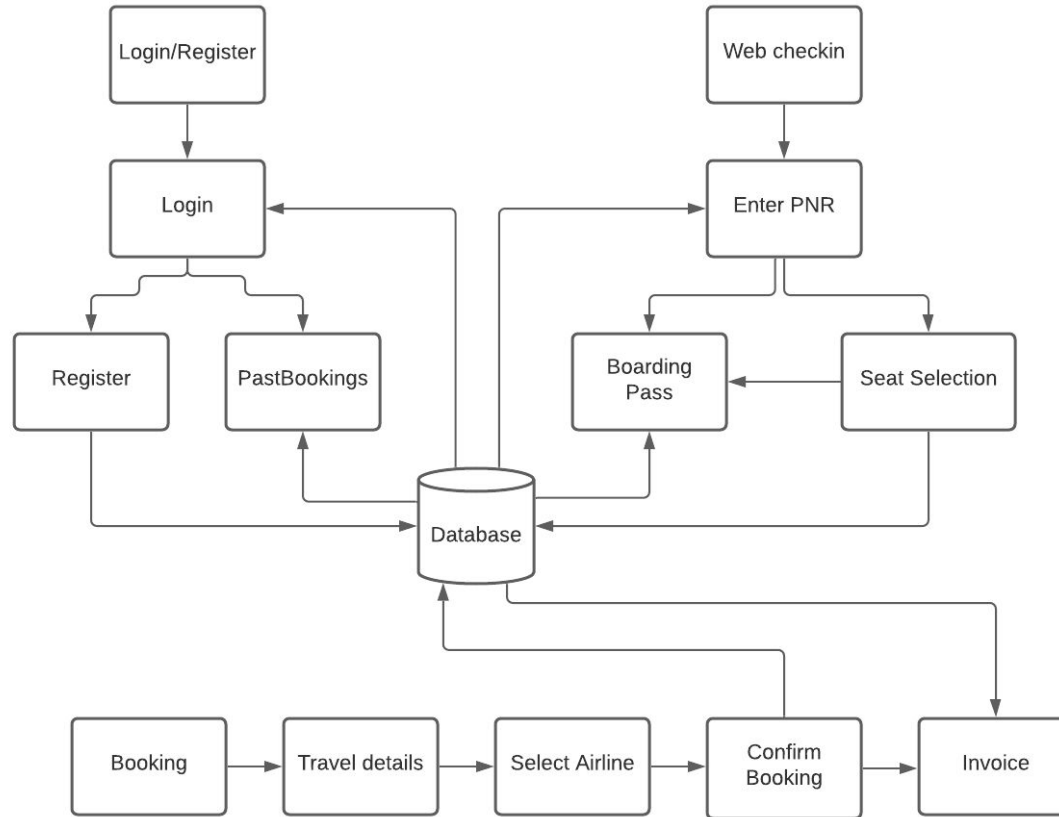 Login/Register
Web checkin
Login
Enter PNR
Register
PastBookings
Boarding
Pass
Seat Selection
Database
Booking
Travel details
Select Airline
Confirm
Booking
Invoice